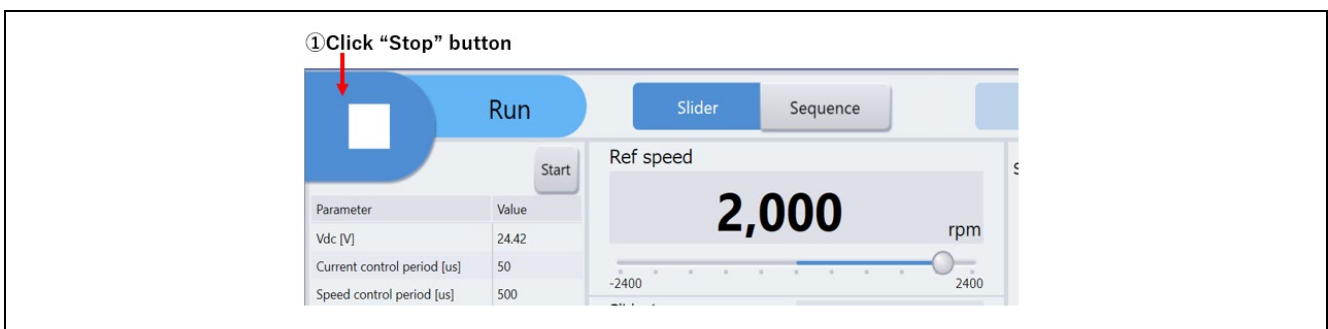 ①Click “Stop” button
Run
Slider
Sequence
Start
Ref speed
2,000
rpm
-2400
2400
Parameter Value
Vdc [V] 24.42
Current control period [us] 50
Speed control period [us] 500